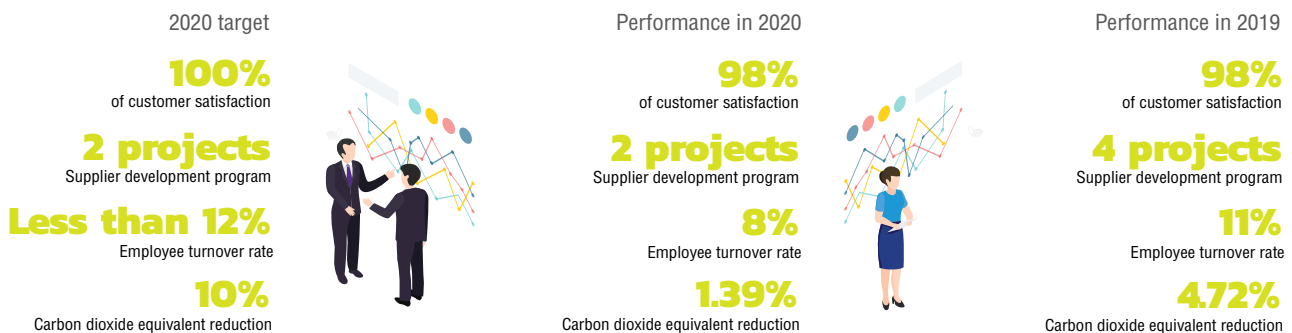 2020 target
100%
of customer satisfaction
2 projects
Supplier development program
Less than 12%
Employee turnover rate
10%
Carbon dioxide equivalent reduction
Performance in 2020
98%
of customer satisfaction
2 projects
Supplier development program
8%
Employee turnover rate
1.39%
Carbon dioxide equivalent reduction
Performance in 2019
98%
of customer satisfaction
4 projects
Supplier development program
11%
Employee turnover rate
4.72%
Carbon dioxide equivalent reduction